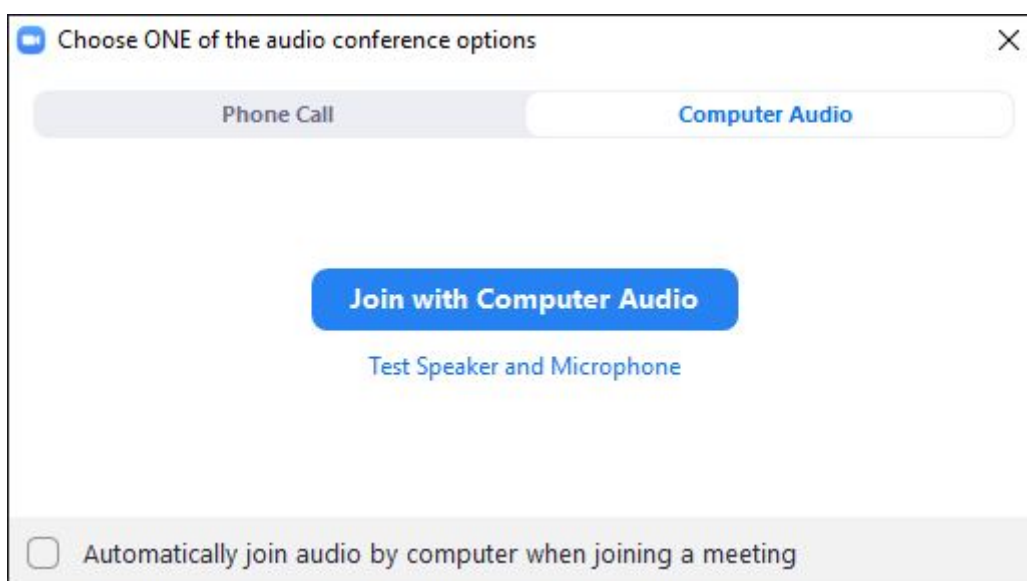 Choose ONE of the audio conference options
Phone Call
Computer Audio
Join with Computer Audio
Test Speaker and Microphone
Automatically join audio by computer when joining a meeting